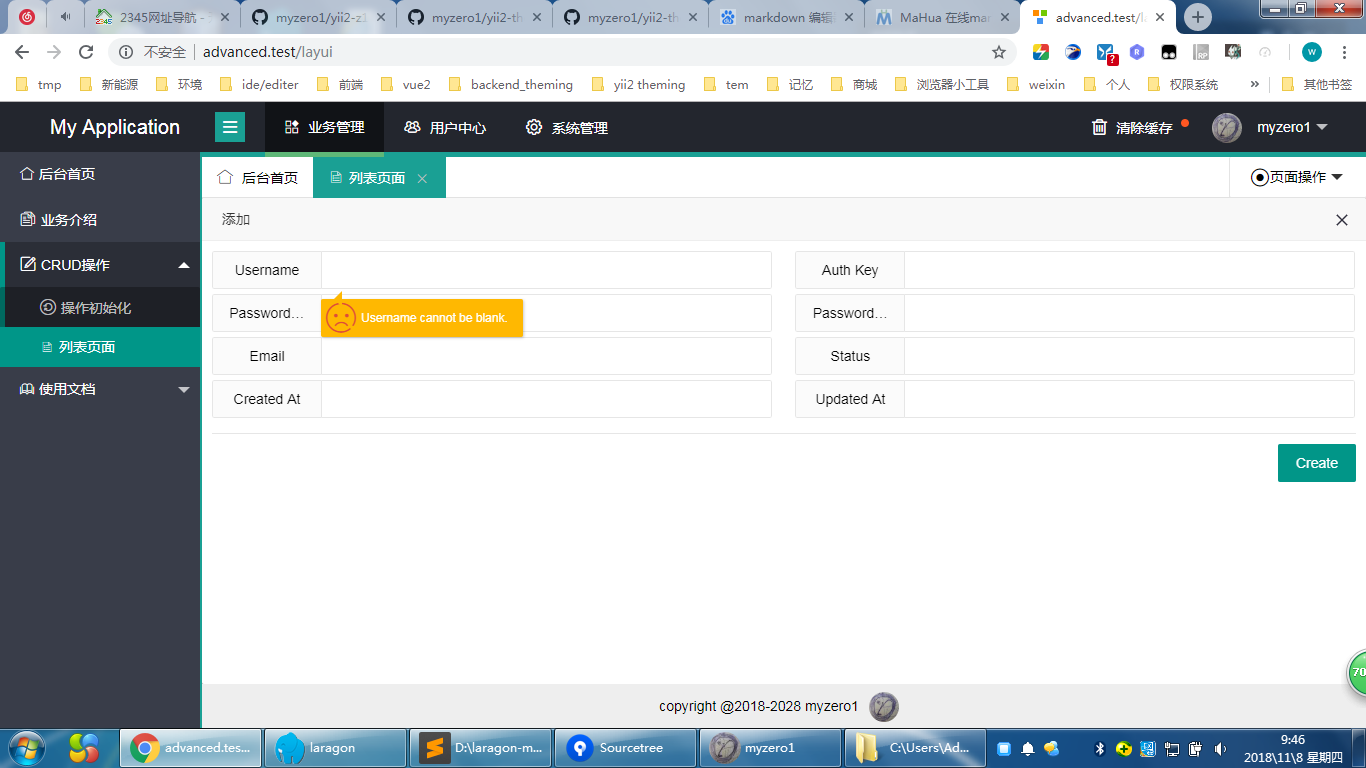 2345网址导航 -
myzero1/yii2-z1
myzero1/yii2-th
myzero1/yii2-th
markdown 编辑
MaHua 在线mar
advanced.test/la
不安全 advanced.test/layui
tmp 新能源 环境 ide/editer 前端 vue2 backend_theming yii2 theming tem 记忆 商城 浏览器小工具 weixin 个人 权限系统 » 其他书签
My Application 业务管理 用户中心 系统管理 清除缓存 myzero1
后台首页
业务介绍
CRUD操作
操作初始化
列表页面
使用文档
后台首页 列表页面 页面操作
添加
Username Auth Key
Password… Password…
Username cannot be blank.
Email Status
Created At Updated At
Create
70
copyright @2018-2028 myzero1
advanced.tes... laragon D:\laragon-m... Sourcetree myzero1 C:\Users\Ad...
9:46
2018\11\8 星期四